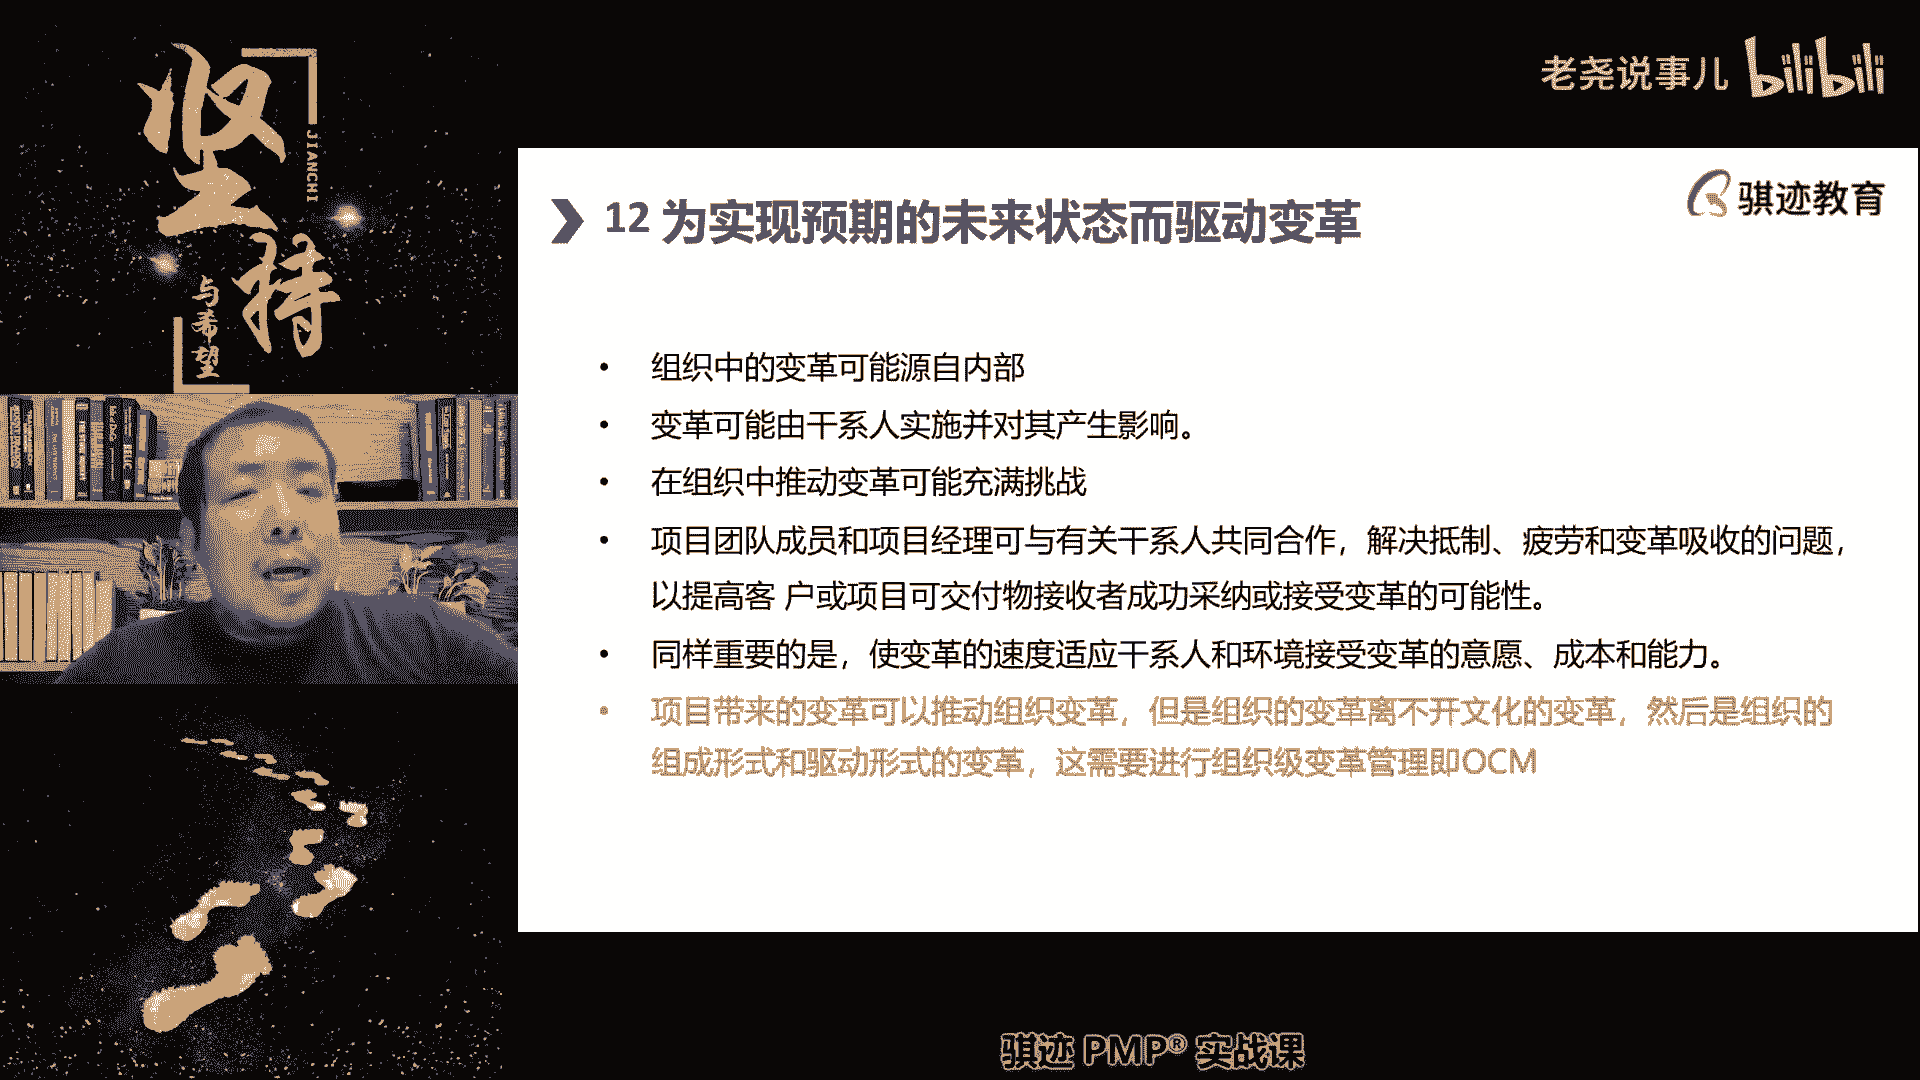 坚持
JIANCHI
与希望
老尧说事儿 bilibili
骐迹教育
12 为实现预期的未来状态而驱动变革
• 组织中的变革可能源自内部
• 变革可能由干系人实施并对其产生影响。
• 在组织中推动变革可能充满挑战
• 项目团队成员和项目经理可与有关干系人共同合作，解决抵制、疲劳和变革吸收的问题，
以提高客 户或项目可交付物接收者成功采纳或接受变革的可能性。
• 同样重要的是，使变革的速度适应干系人和环境接受变革的意愿、成本和能力。
• 项目带来的变革可以推动组织变革，但是组织的变革离不开文化的变革，然后是组织的
组成形式和驱动形式的变革，这需要进行组织级变革管理即OCM
骐迹 PMP® 实战课